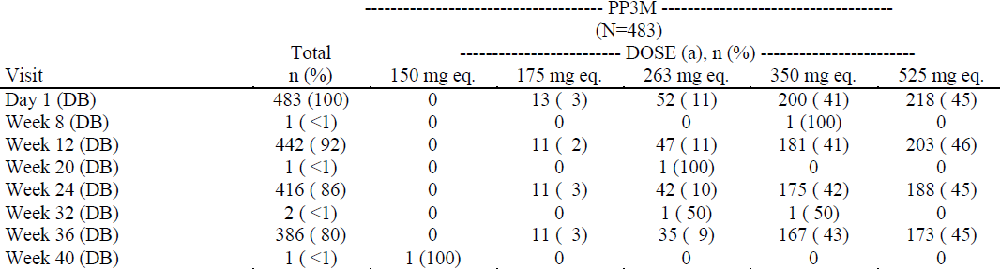 ------------------------------------- PP3M ------------------------------------
(N=483)
Total ------------------------- DOSE (a), n (%) ------------------------
Visit n (%) 150 mg eq. 175 mg eq. 263 mg eq. 350 mg eq. 525 mg eq.
Day 1 (DB) 483 (100) 0 13 ( 3) 52 ( 11) 200 ( 41) 218 ( 45)
Week 8 (DB) 1 ( <1) 0 0 0 1 (100) 0
Week 12 (DB) 442 ( 92) 0 11 ( 2) 47 ( 11) 181 ( 41) 203 ( 46)
Week 20 (DB) 1 ( <1) 0 0 1 (100) 0 0
Week 24 (DB) 416 ( 86) 0 11 ( 3) 42 ( 10) 175 ( 42) 188 ( 45)
Week 32 (DB) 2 ( <1) 0 0 1 ( 50) 1 ( 50) 0
Week 36 (DB) 386 ( 80) 0 11 ( 3) 35 ( 9) 167 ( 43) 173 ( 45)
Week 40 (DB) 1 ( <1) 1 (100) 0 0 0 0